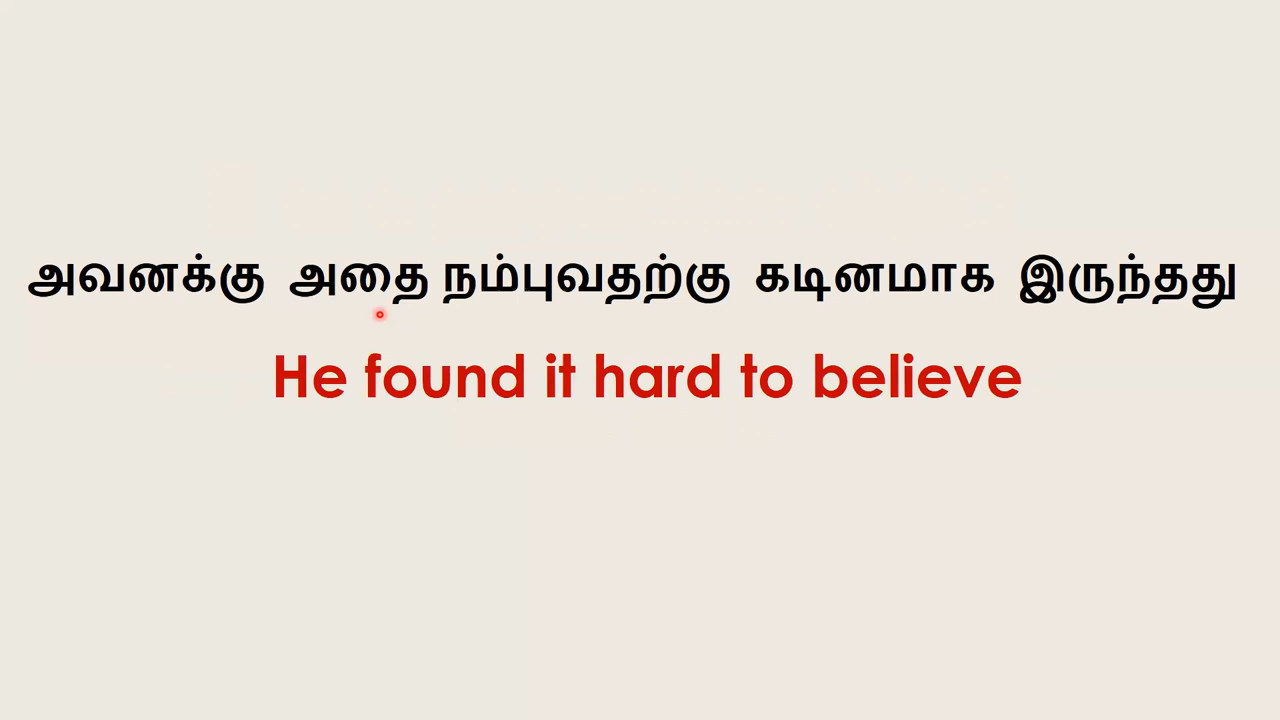 அவனக்கு அதை நம்புவதற்கு கடினமாக இருந்தது
He found it hard to believe